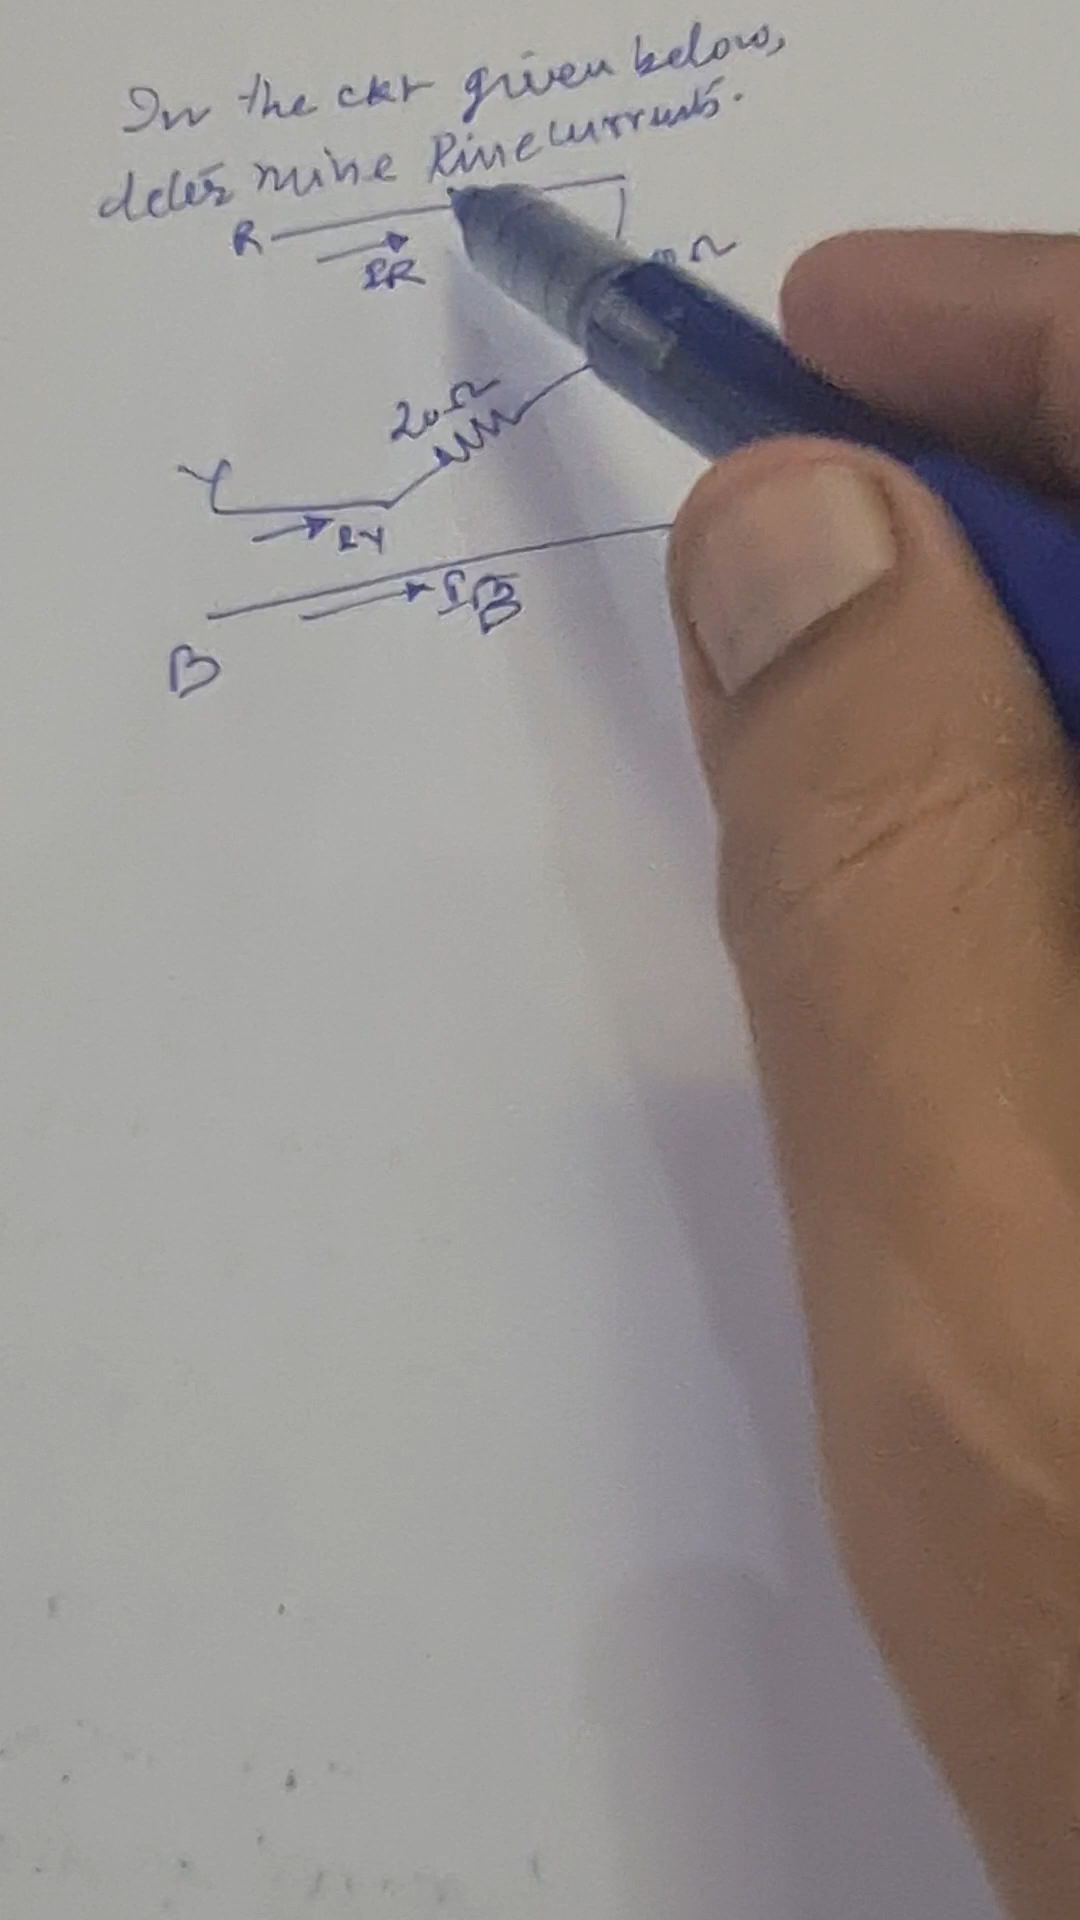 In the ckt given below,
determine line currents.
R
IR
Ω
20Ω
Y
IY
IB
B